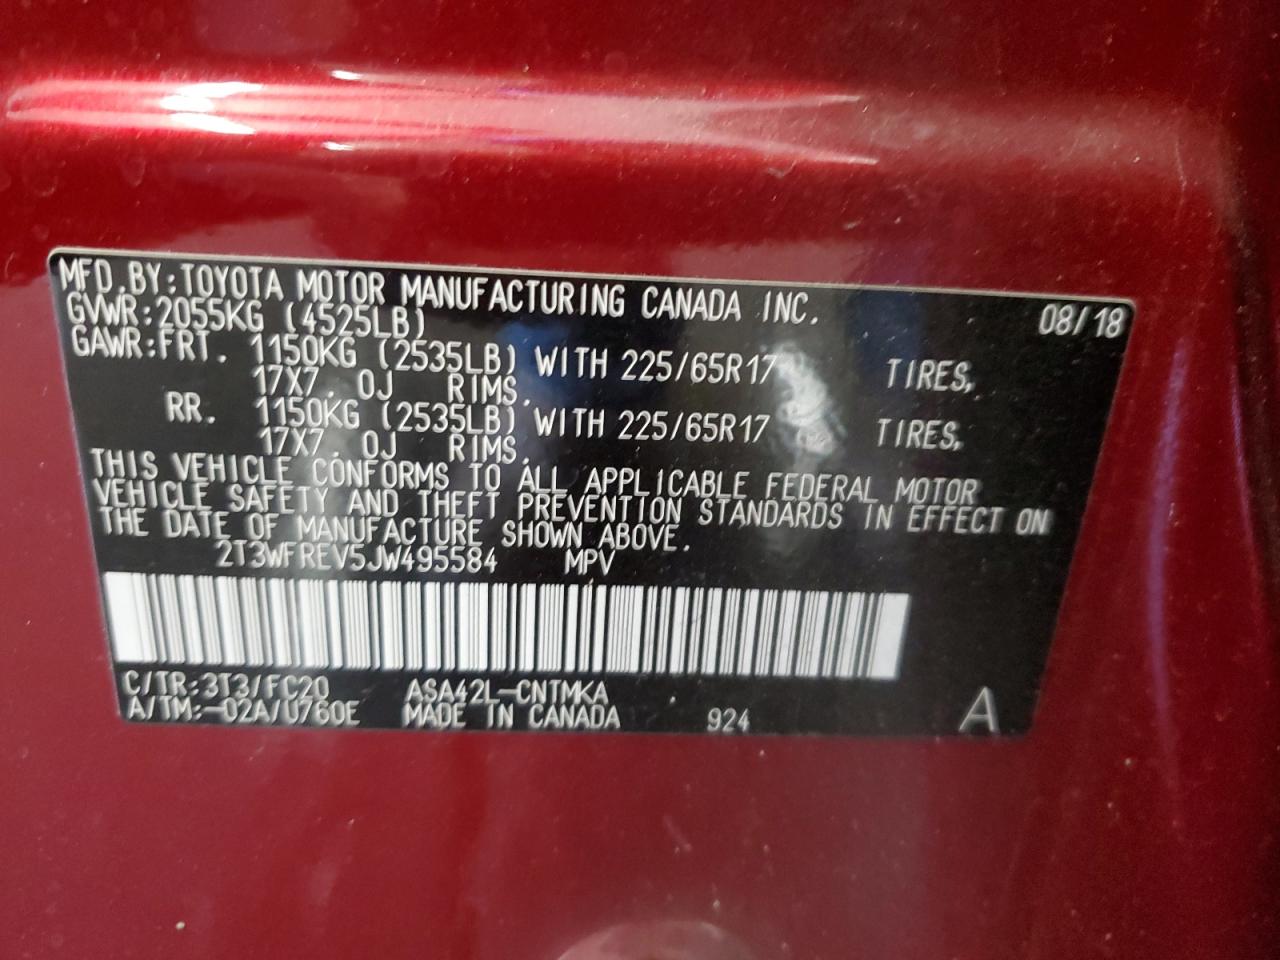 MFD.BY:TOYOTA MOTOR MANUFACTURING CANADA INC. 08/18
GVWR:2055KG (4525LB)
GAWR:FRT. 1150KG (2535LB) WITH 225/65R17 TIRES,
17X7. 0J RIMS.
RR. 1150KG (2535LB) WITH 225/65R17 TIRES,
17X7. 0J RIMS.
THIS VEHICLE CONFORMS TO ALL APPLICABLE FEDERAL MOTOR
VEHICLE SAFETY AND THEFT PREVENTION STANDARDS IN EFFECT ON
THE DATE OF MANUFACTURE SHOWN ABOVE.
2T3WFREV5JW495584 MPV
C/TR:3T3/FC20 ASA42L-CNTMKA
A/TM:-02A/U760E MADE IN CANADA 924 A